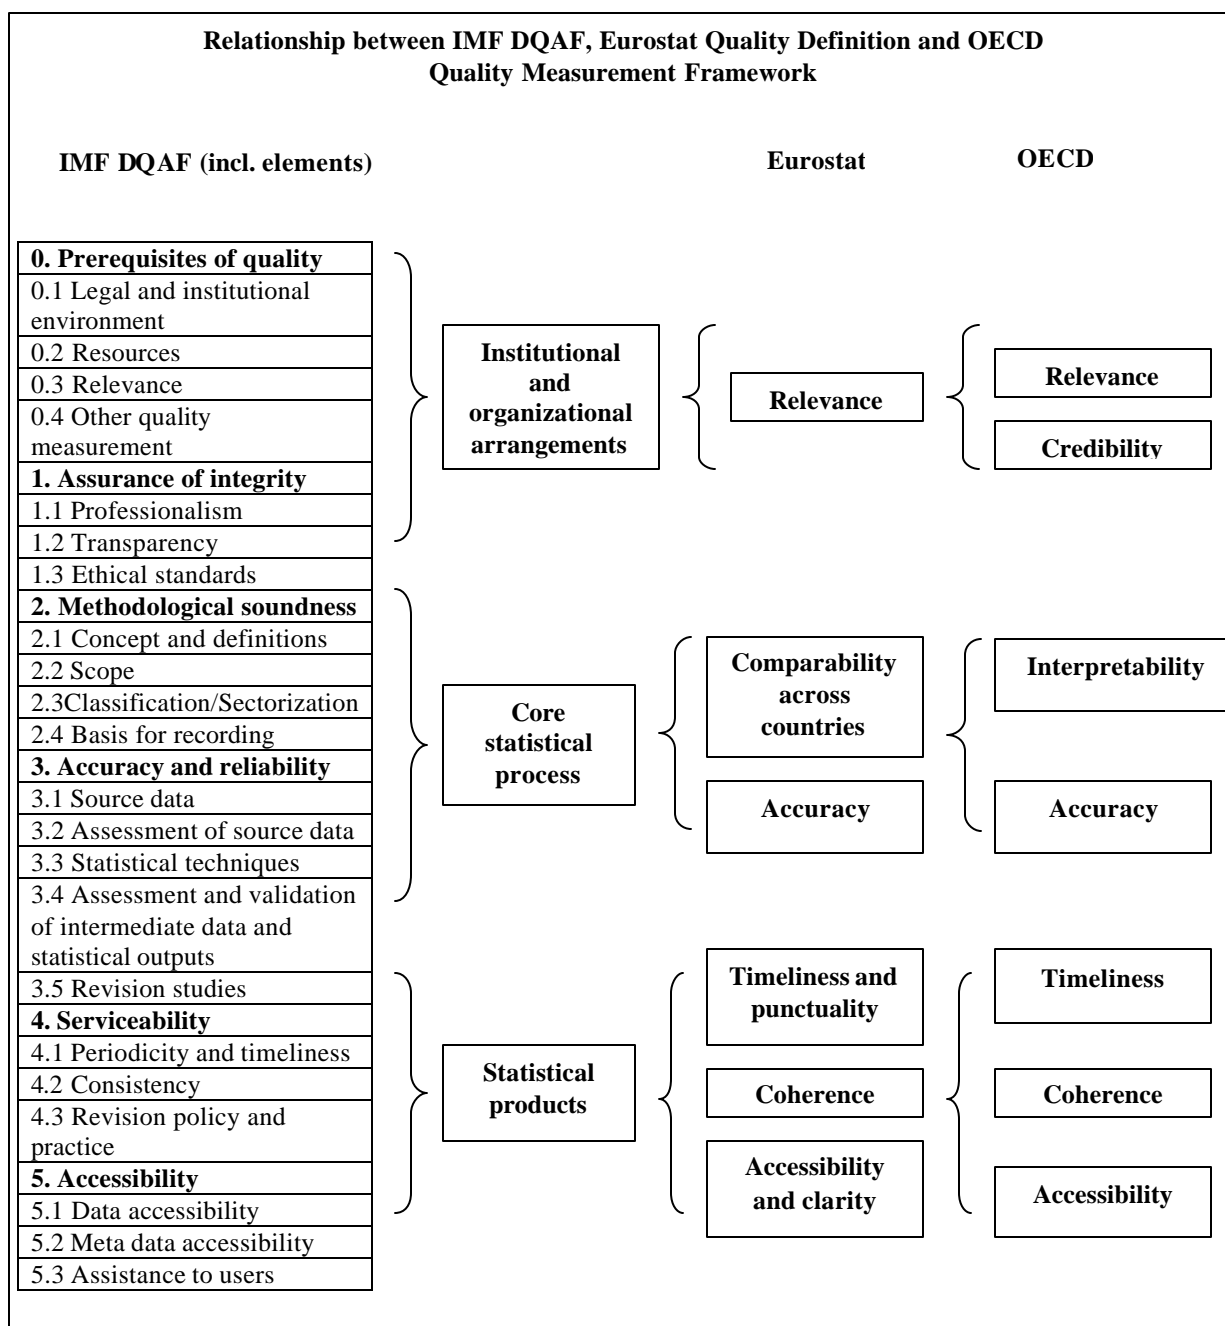 Relationship between IMF DQAF, Eurostat Quality Definition and OECD
Quality Measurement Framework
IMF DQAF (incl. elements)
Eurostat
OECD
0. Prerequisites of quality
0.1 Legal and institutional
environment
0.2 Resources
0.3 Relevance
0.4 Other quality
measurement
1. Assurance of integrity
1.1 Professionalism
1.2 Transparency
1.3 Ethical standards
2. Methodological soundness
2.1 Concept and definitions
2.2 Scope
2.3Classification/Sectorization
2.4 Basis for recording
3. Accuracy and reliability
3.1 Source data
3.2 Assessment of source data
3.3 Statistical techniques
3.4 Assessment and validation
of intermediate data and
statistical outputs
3.5 Revision studies
4. Serviceability
4.1 Periodicity and timeliness
4.2 Consistency
4.3 Revision policy and
practice
5. Accessibility
5.1 Data accessibility
5.2 Meta data accessibility
5.3 Assistance to users
Institutional
and
organizational
arrangements
Relevance
Relevance
Credibility
Core
statistical
process
Comparability
across
countries
Accuracy
Interpretability
Accuracy
Statistical
products
Timeliness and
punctuality
Coherence
Accessibility
and clarity
Timeliness
Coherence
Accessibility